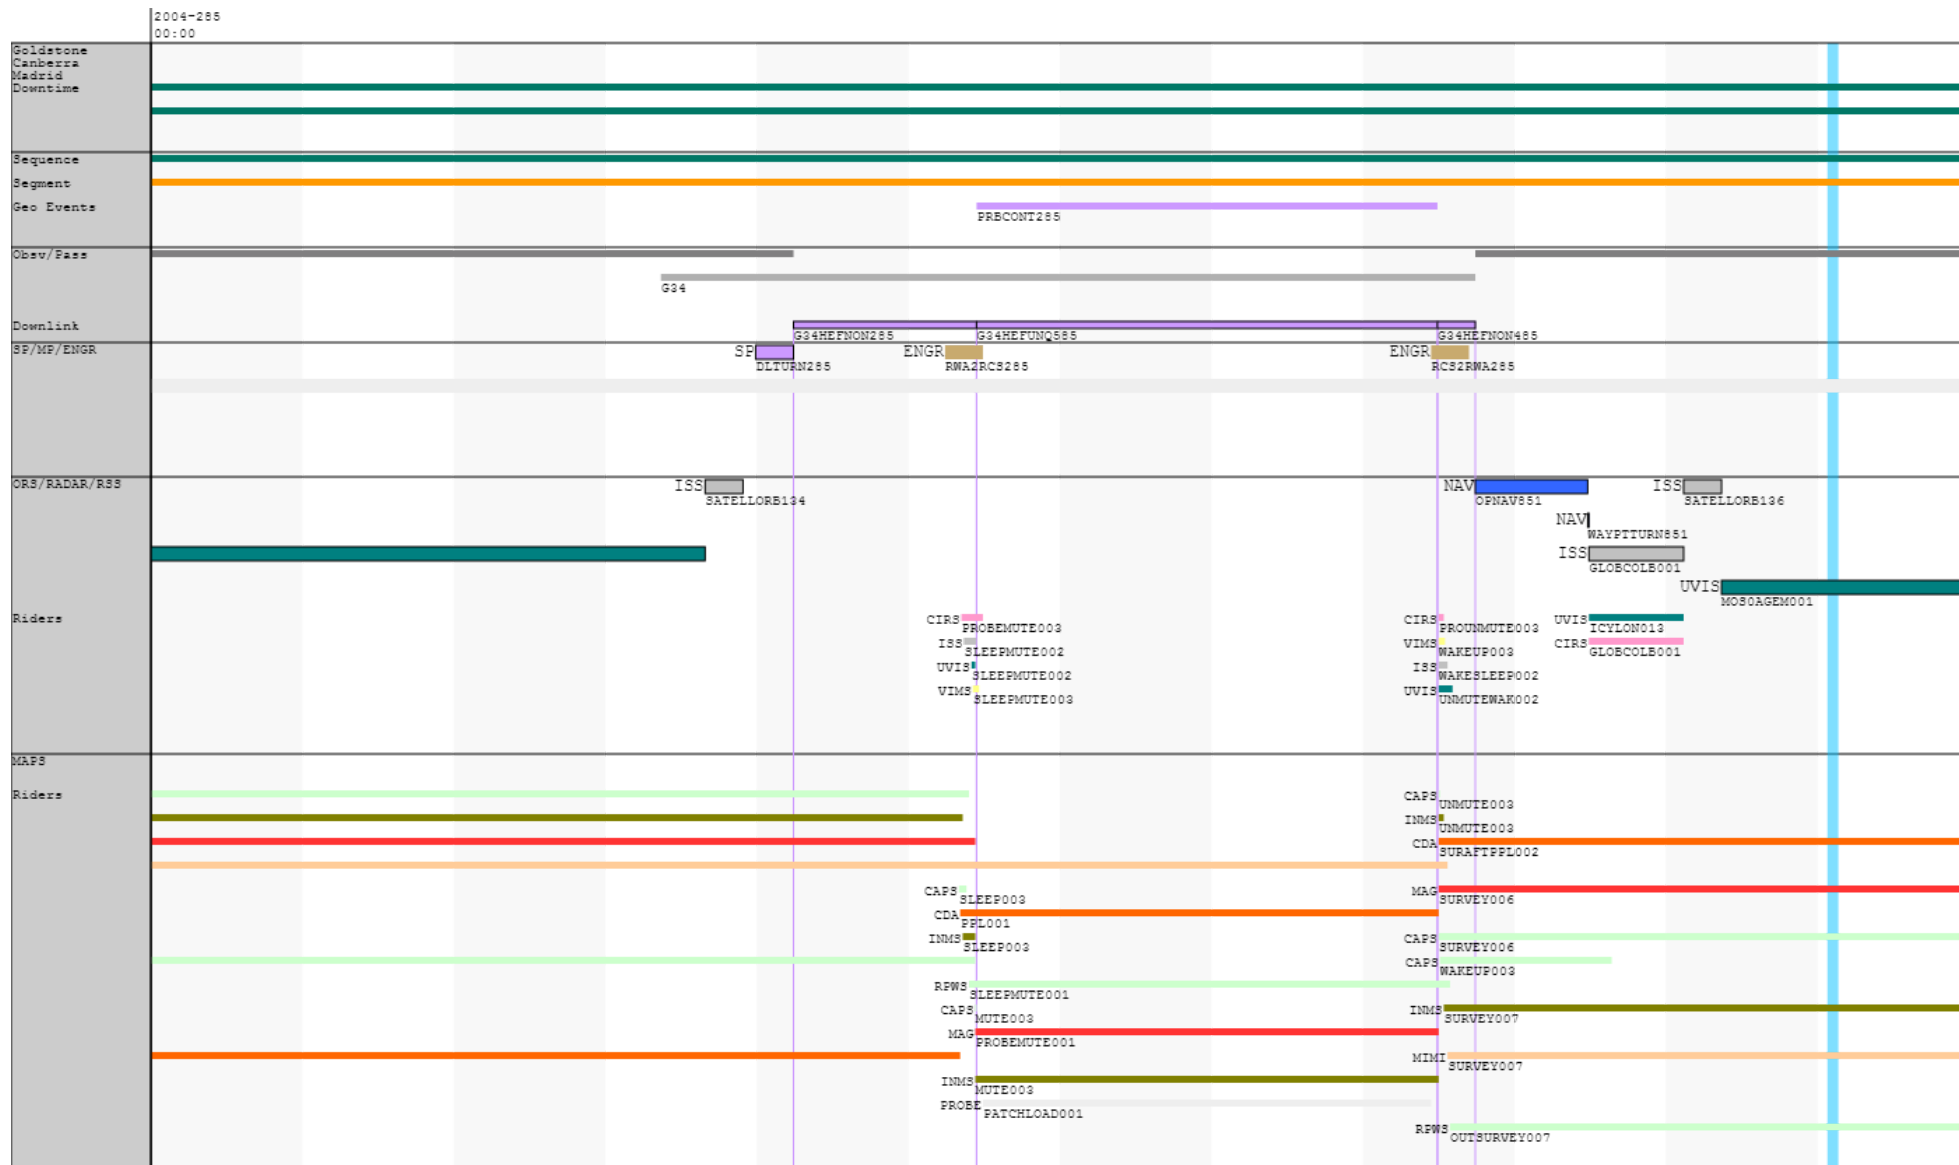 2004-285
00:00
Goldstone
Canberra
Madrid
Downtime
Sequence
Segment
Geo Events
PRBCONT285
Obsv/Pass
G34
Downlink
G34HEFNON285 G34HEFUNQ585 G34HEFNON485
SP/MP/ENGR SP ENGR ENGR
DLTURN285 RWA2RCS285 RCS2RWA285
ORS/RADAR/RSS ISS NAV ISS
SATELLORB134 OPNAV851 SATELLORB136
NAV
WAYPTTURN851
ISS
GLOBCOLB001
UVIS
MOS0AGEM001
Riders CIRS CIRS UVIS
PROBEMUTE003 PROUNMUTE003 ICYLON013
ISS VIMS CIRS
SLEEPMUTE002 WAKEUP003 GLOBCOLB001
UVIS ISS
SLEEPMUTE002 WAKESLEEP002
VIMS UVIS
SLEEPMUTE003 UNMUTEWAK002
MAPS
Riders CAPS
UNMUTE003
INMS
UNMUTE003
CDA
SURAFTPPL002
CAPS MAG
SLEEP003 SURVEY006
CDA
PPL001
INMS CAPS
SLEEP003 SURVEY006
CAPS
WAKEUP003
RPWS
SLEEPMUTE001
CAPS INMS
MUTE003 SURVEY007
MAG
PROBEMUTE001
MIMI
SURVEY007
INMS
MUTE003
PROBE
PATCHLOAD001
RPWS
OUTSURVEY007